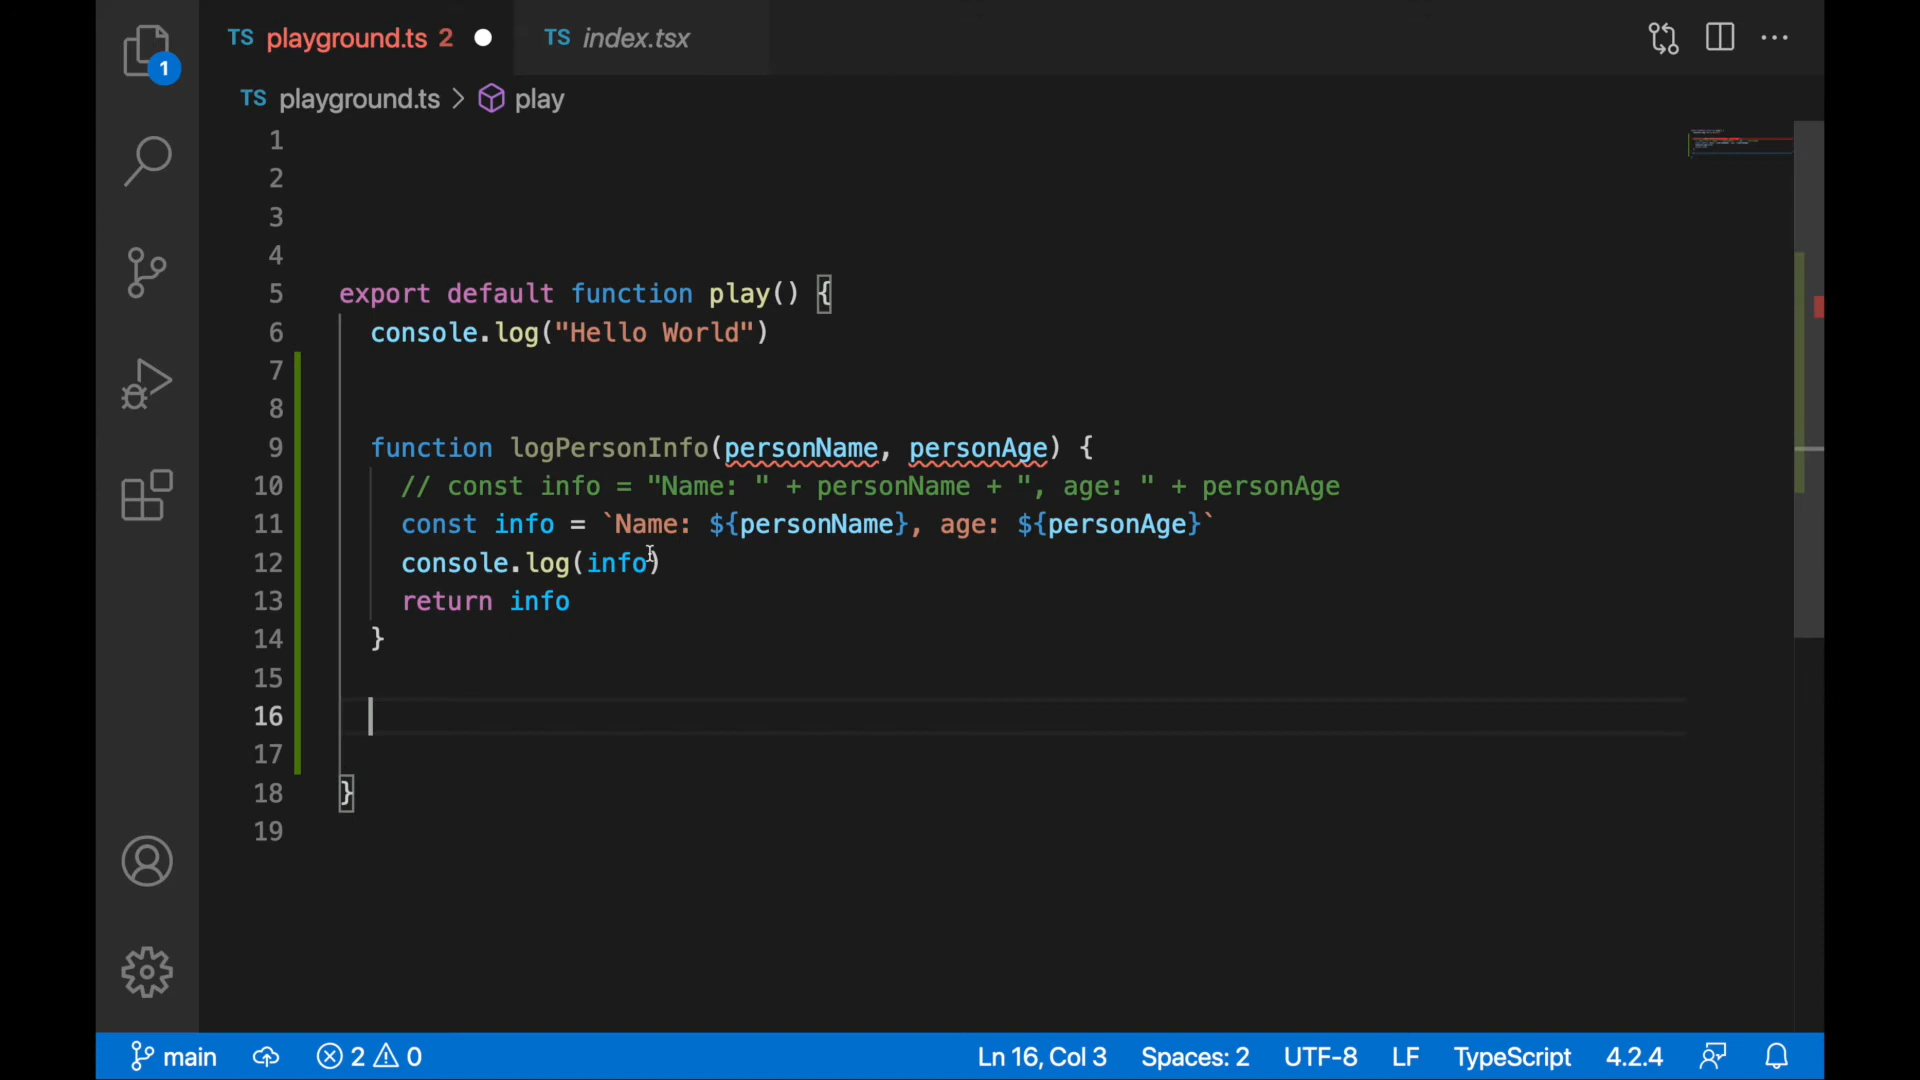 TS playground.ts 2 TS index.tsx
1
TS playground.ts > play
1
2
3
4
5 export default function play() {
6 console.log("Hello World")
7
8
9 function logPersonInfo(personName, personAge) {
10 // const info = "Name: " + personName + ", age: " + personAge
11 const info = `Name: ${personName}, age: ${personAge}`
12 console.log(info)
13 return info
14 }
15
16
17
18 }
19
main 2 0 Ln 16, Col 3 Spaces: 2 UTF-8 LF TypeScript 4.2.4